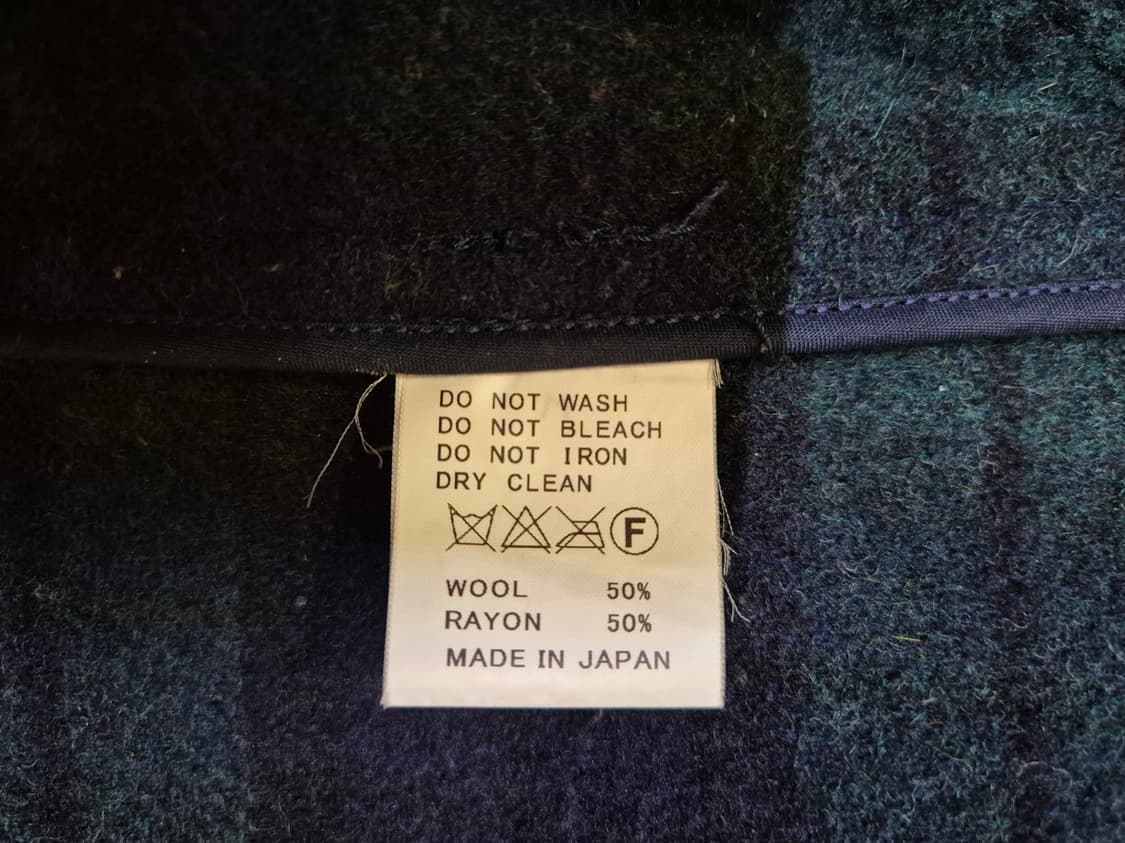 DO NOT WASH
DO NOT BLEACH
DO NOT IRON
DRY CLEAN
F
WOOL 50%
RAYON 50%
MADE IN JAPAN